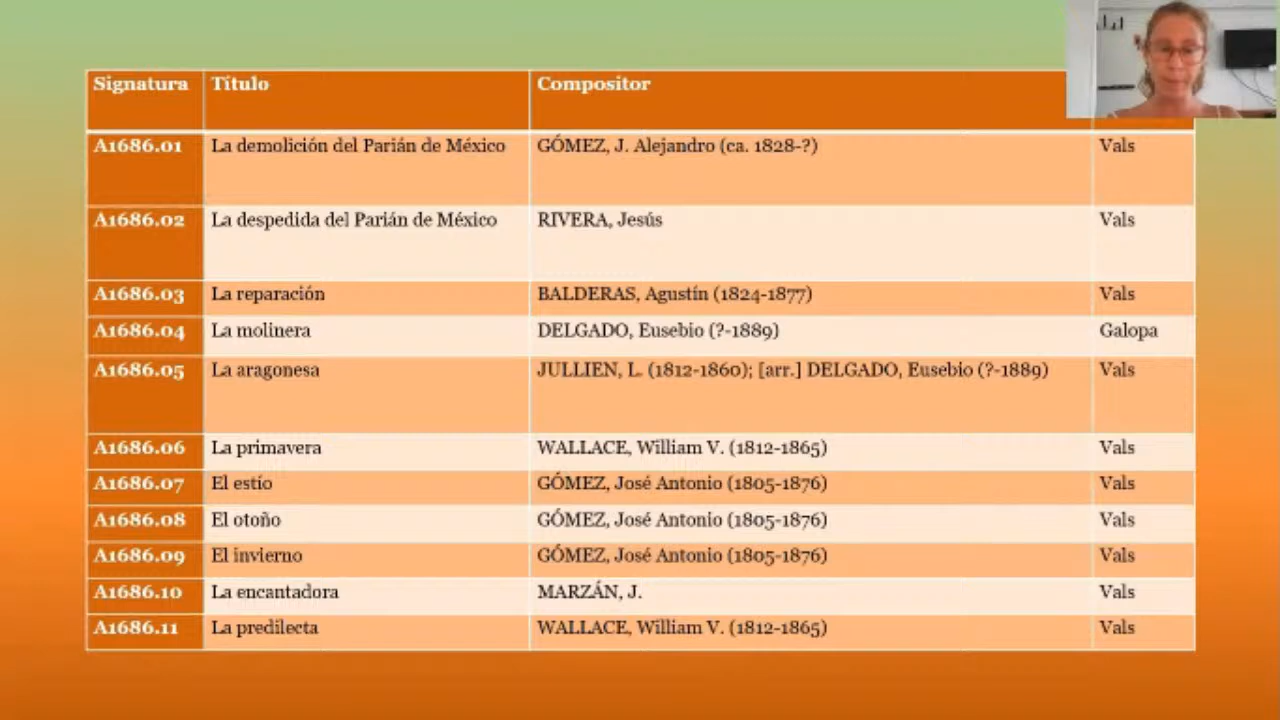 Signatura Título Compositor
A1686.01 La demolición del Parián de México GÓMEZ, J. Alejandro (ca. 1828-?) Vals
A1686.02 La despedida del Parián de México RIVERA, Jesús Vals
A1686.03 La reparación BALDERAS, Agustín (1824-1877) Vals
A1686.04 La molinera DELGADO, Eusebio (?-1889) Galopa
A1686.05 La aragonesa JULLIEN, L. (1812-1860); [arr.] DELGADO, Eusebio (?-1889) Vals
A1686.06 La primavera WALLACE, William V. (1812-1865) Vals
A1686.07 El estío GÓMEZ, José Antonio (1805-1876) Vals
A1686.08 El otoño GÓMEZ, José Antonio (1805-1876) Vals
A1686.09 El invierno GÓMEZ, José Antonio (1805-1876) Vals
A1686.10 La encantadora MARZÁN, J. Vals
A1686.11 La predilecta WALLACE, William V. (1812-1865) Vals